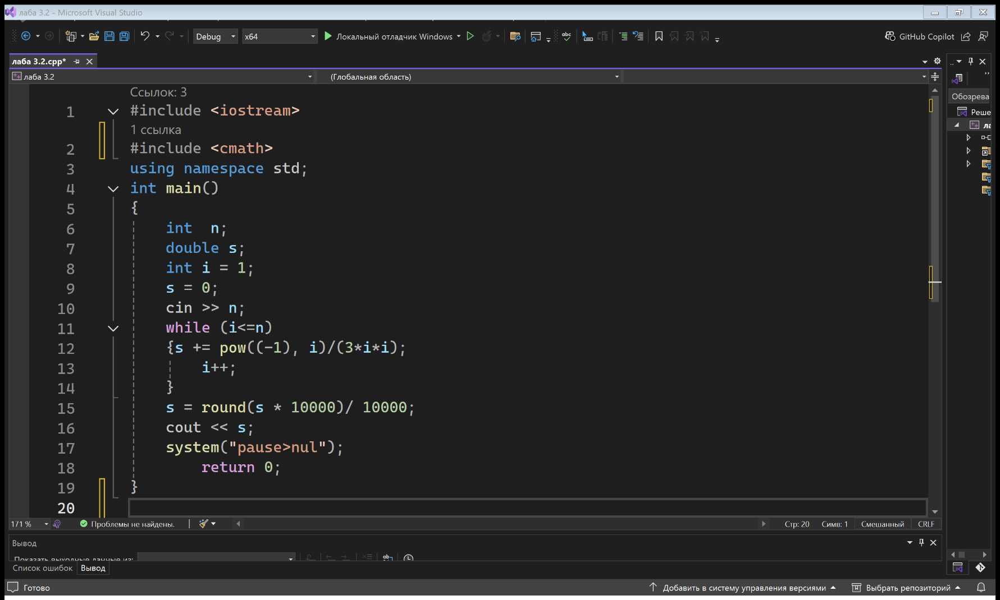 лаба 3.2 - Microsoft Visual Studio
Debug x64 Локальный отладчик Windows GitHub Copilot
лаба 3.2.cpp*
лаба 3.2 (Глобальная область)
Обозрева
Реше
ла
Ссылок: 3
1 #include <iostream>
1 ссылка
2 #include <cmath>
3 using namespace std;
4 int main()
5 {
6 int  n;
7 double s;
8 int i = 1;
9 s = 0;
10 cin >> n;
11 while (i<=n)
12 {s += pow((-1), i)/(3*i*i);
13 i++;
14 }
15 s = round(s * 10000)/ 10000;
16 cout << s;
17 system("pause>nul");
18 return 0;
19 }
20
171 % Проблемы не найдены. Стр: 20 Симв: 1 Смешанный CRLF
Вывод
Показать выходные данные из:
Список ошибок Вывод
Готово Добавить в систему управления версиями Выбрать репозиторий